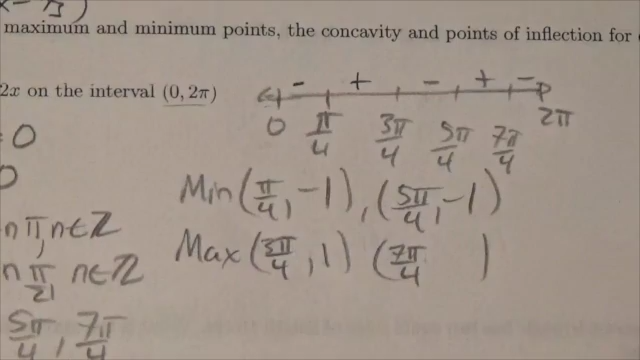 maximum and minimum points, the concavity and points of inflection for
2x on the interval (0, 2π)
- + - + -
0 π/4 3π/4 5π/4 7π/4 2π
= 0
0
Min (π/4, -1), (5π/4, -1)
nπ, n∈ℤ
Max (3π/4, 1) (7π/4 )
nπ/2, n∈ℤ
5π/4, 7π/4